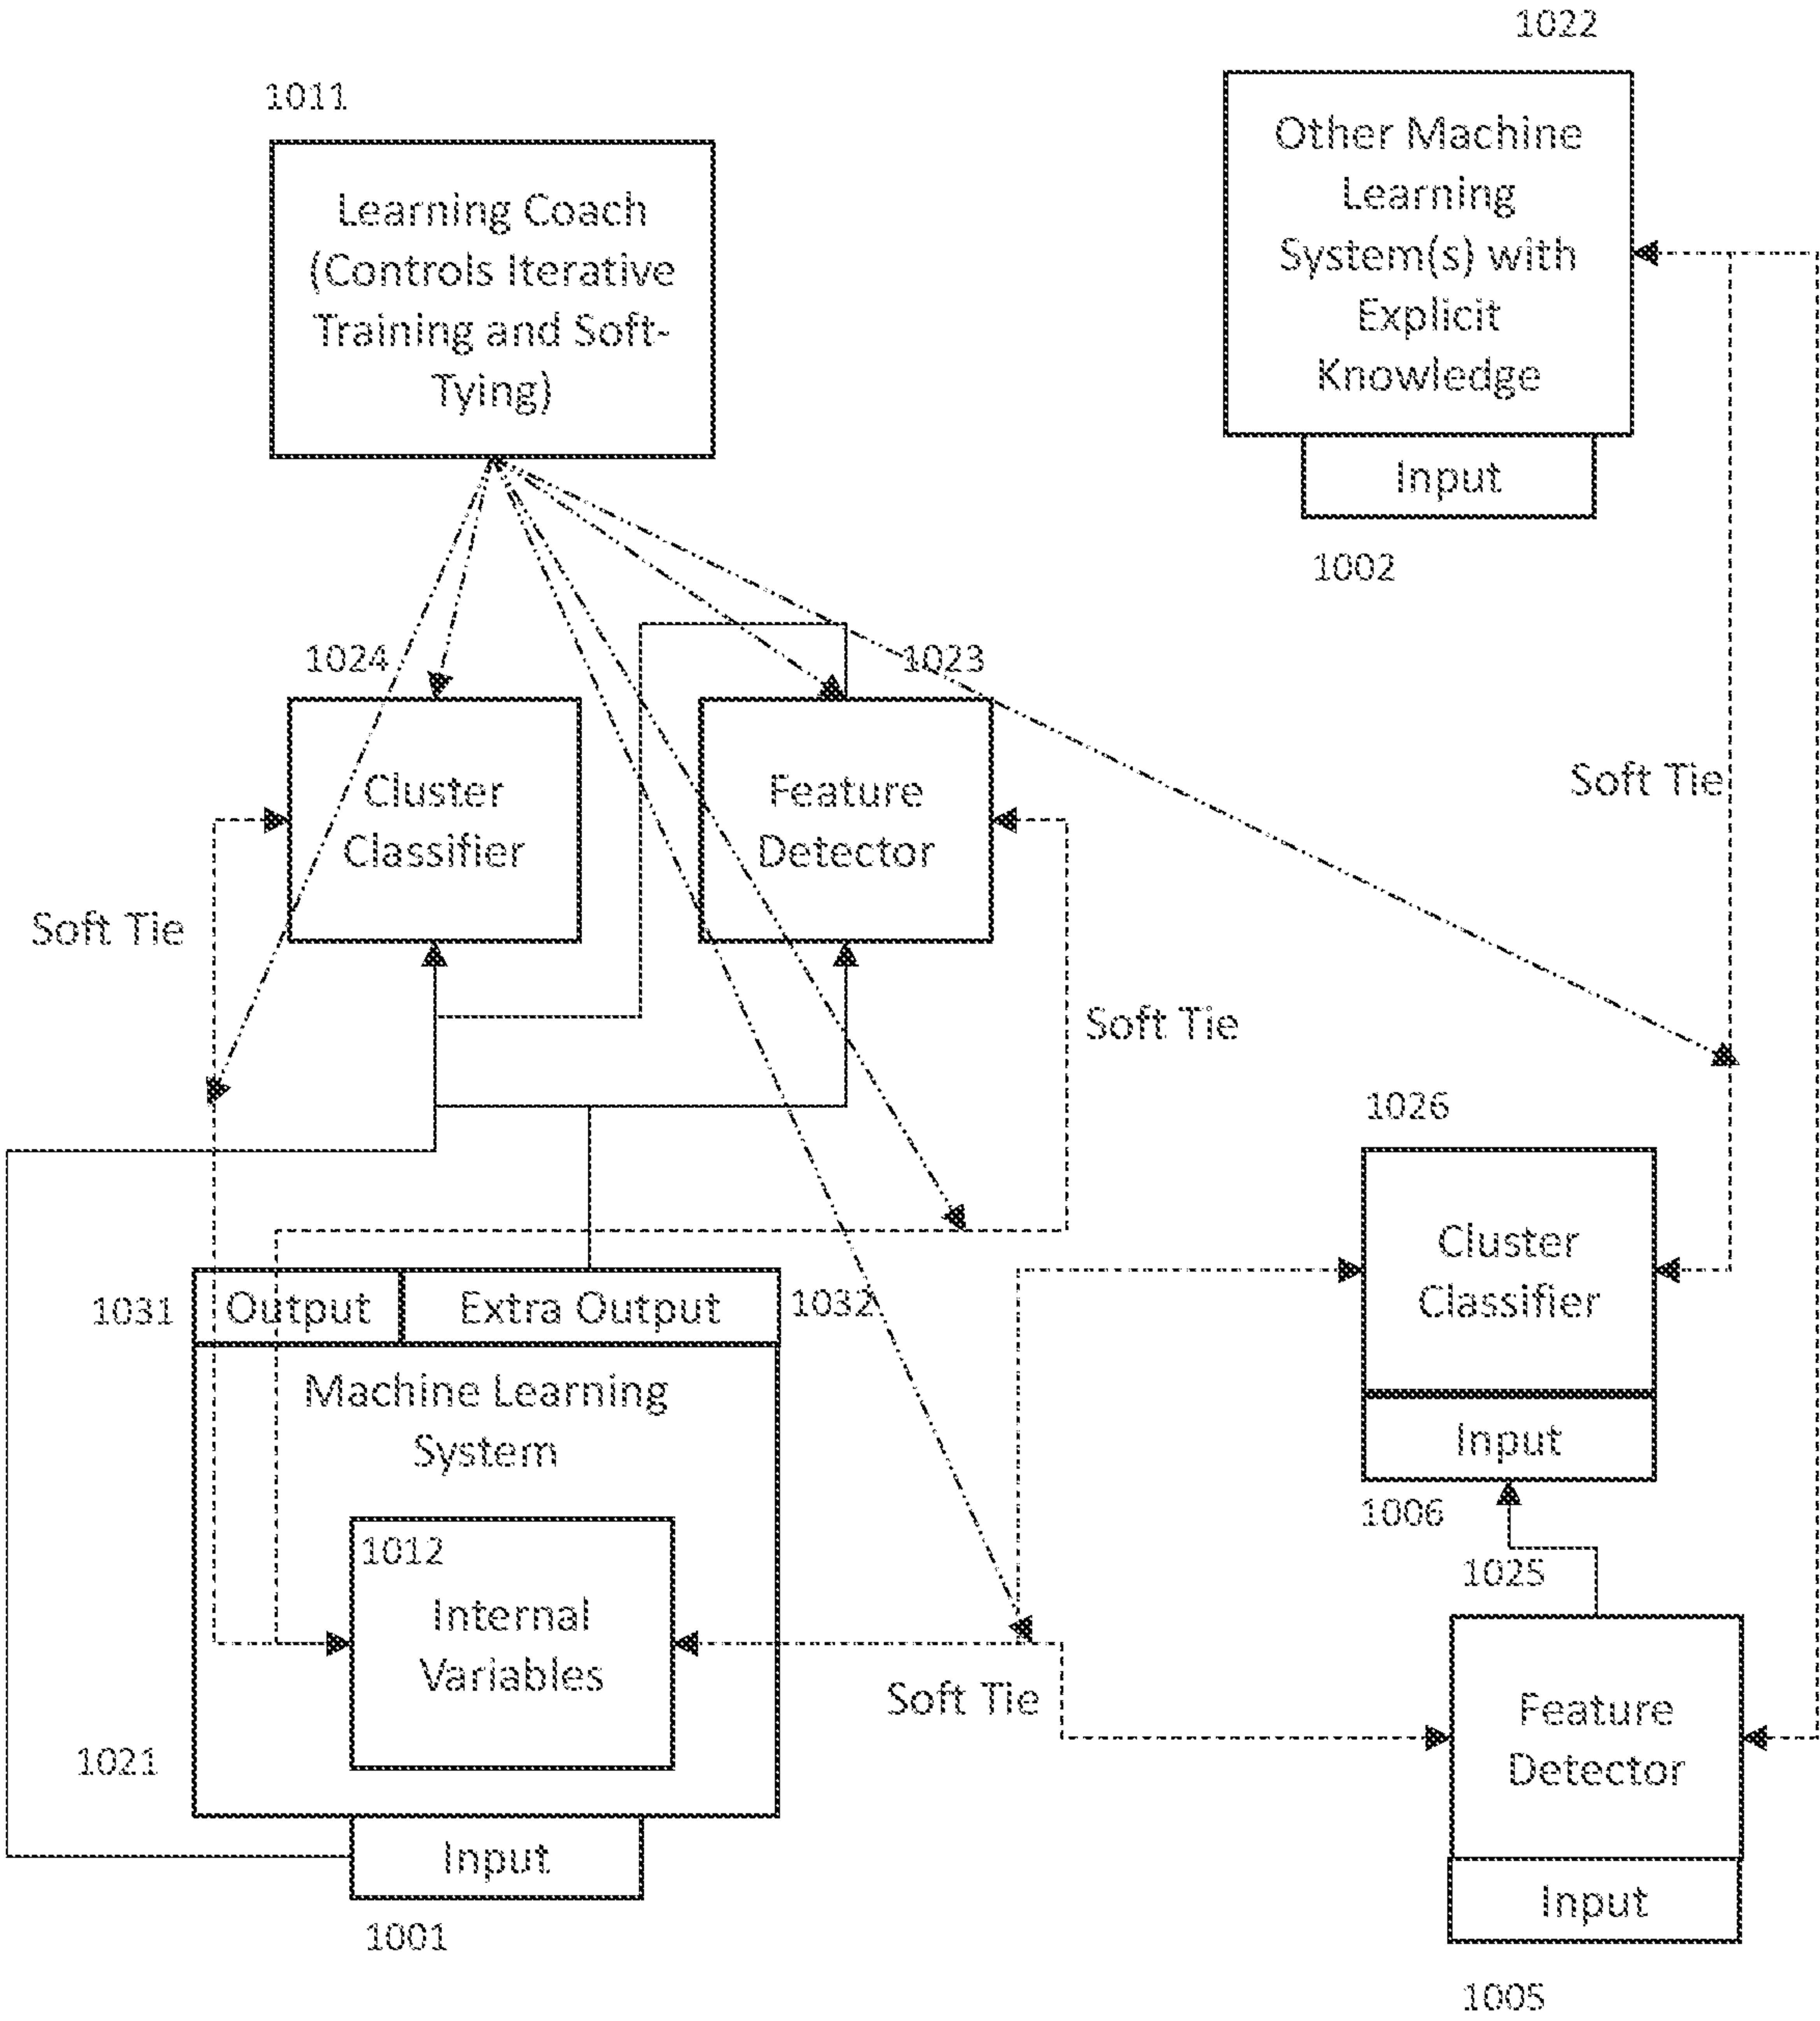 1022
1011
Other Machine
Learning
System(s) with
Explicit
Knowledge
Learning Coach
(Controls Iterative
Training and Soft-
Tying)
Input
1002
1024
1023
Cluster
Classifier
Feature
Detector
Soft Tie
Soft Tie
Soft Tie
1026
Cluster
Classifier
Input
1006
1031
Output
Extra Output
1032
Machine Learning
System
1012
Internal
Variables
1021
Input
1001
Soft Tie
1025
Feature
Detector
Input
1005